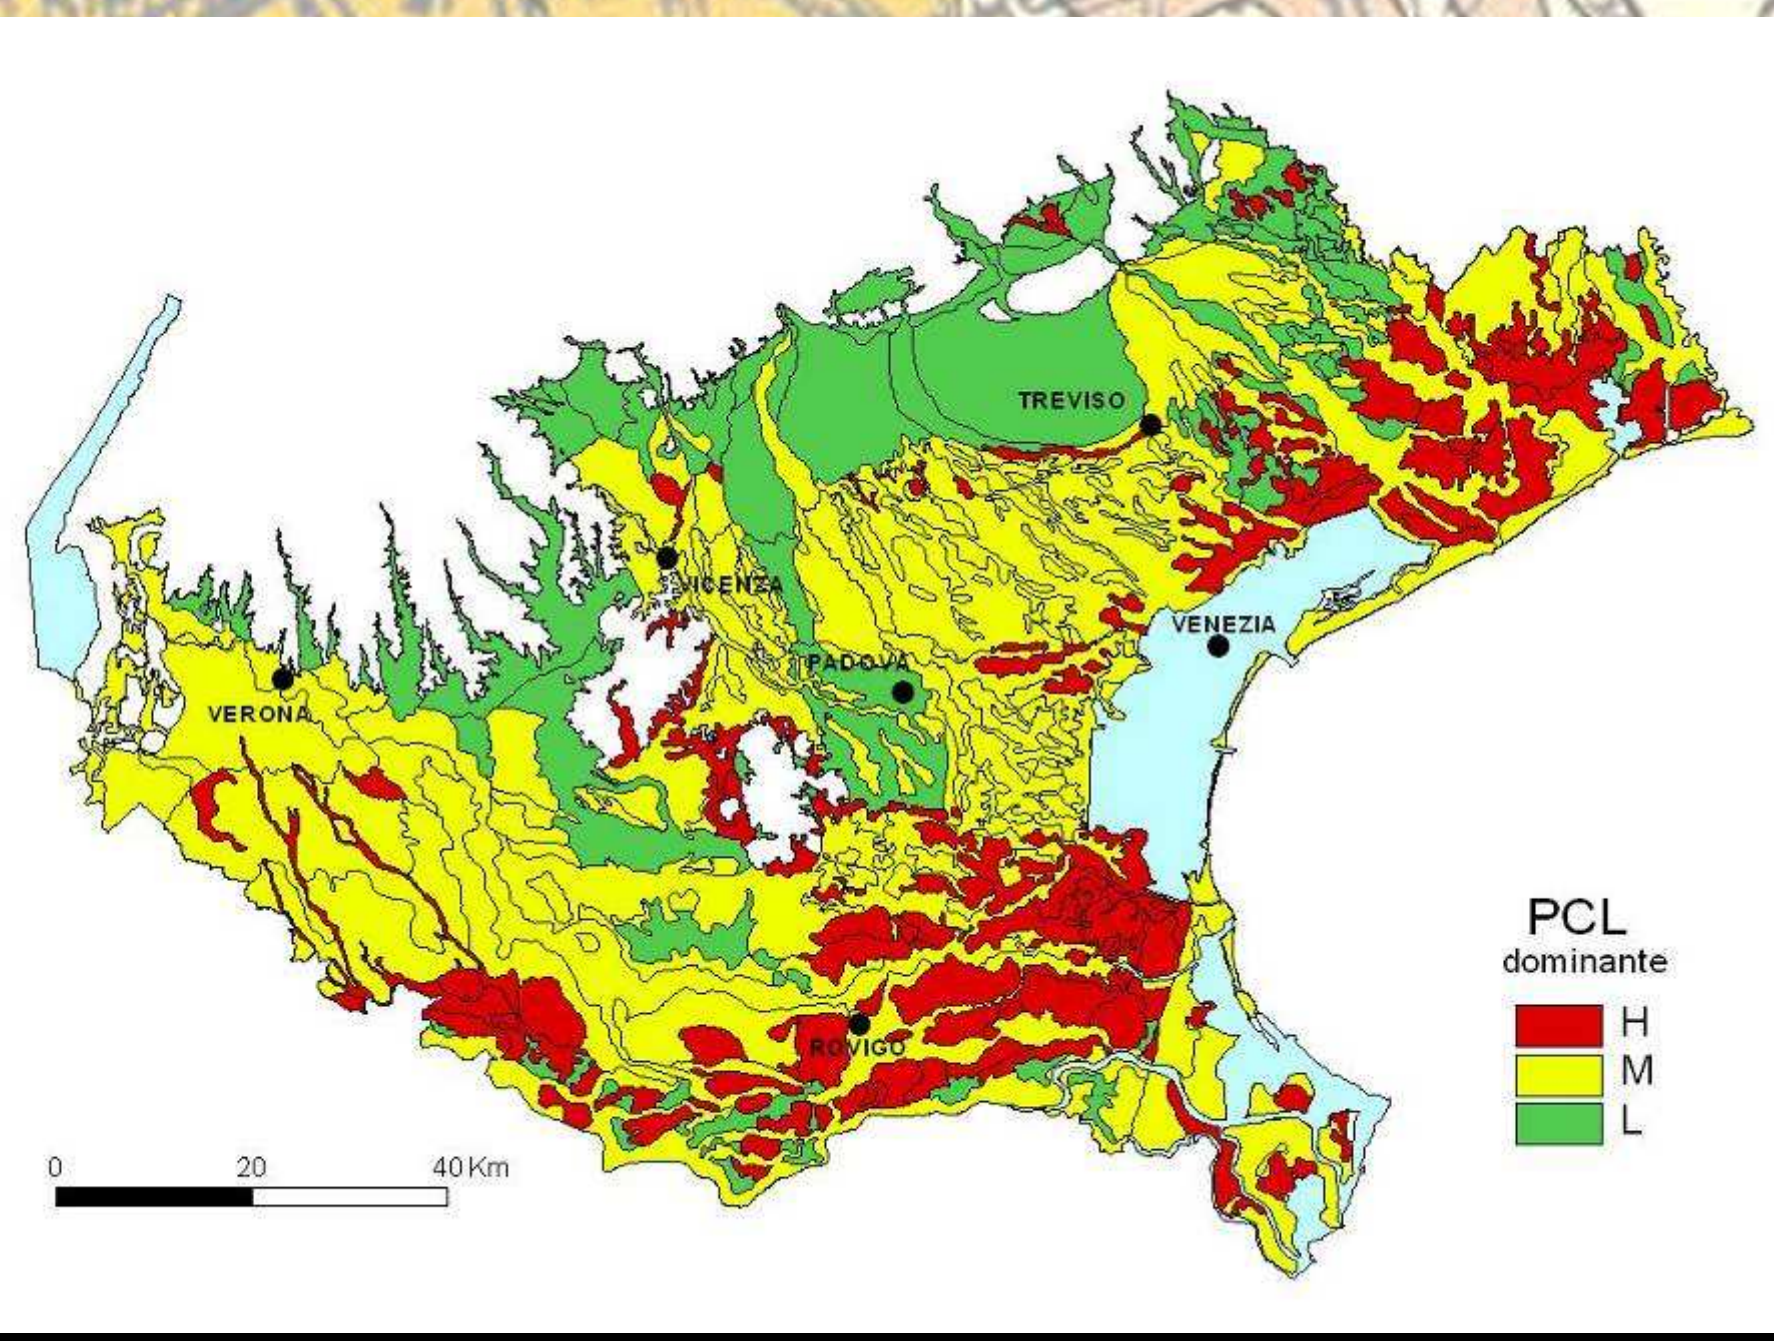 TREVISO
VICENZA
VENEZIA
PADOVA
VERONA
ROVIGO
PCL
dominante
H
M
L
0 20 40 Km